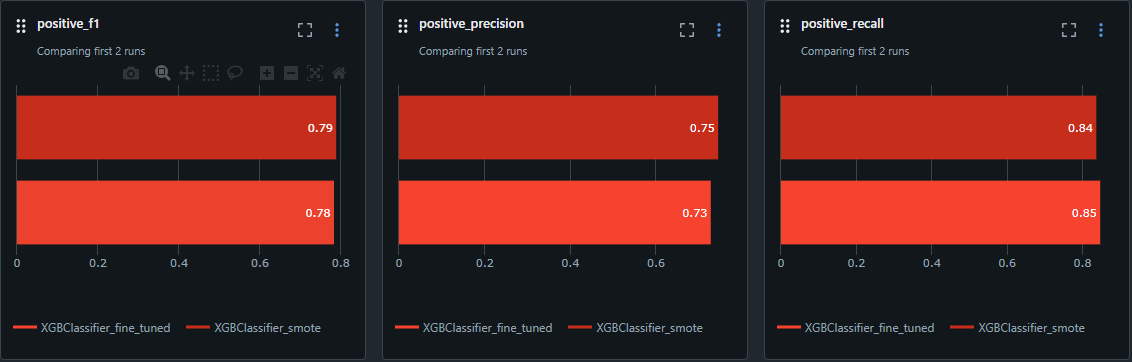 positive_f1
Comparing first 2 runs
0.79
0.78
0 0.2 0.4 0.6 0.8
XGBClassifier_fine_tuned XGBClassifier_smote
positive_precision
Comparing first 2 runs
0.75
0.73
0 0.2 0.4 0.6
XGBClassifier_fine_tuned XGBClassifier_smote
positive_recall
Comparing first 2 runs
0.84
0.85
0 0.2 0.4 0.6 0.8
XGBClassifier_fine_tuned XGBClassifier_smote